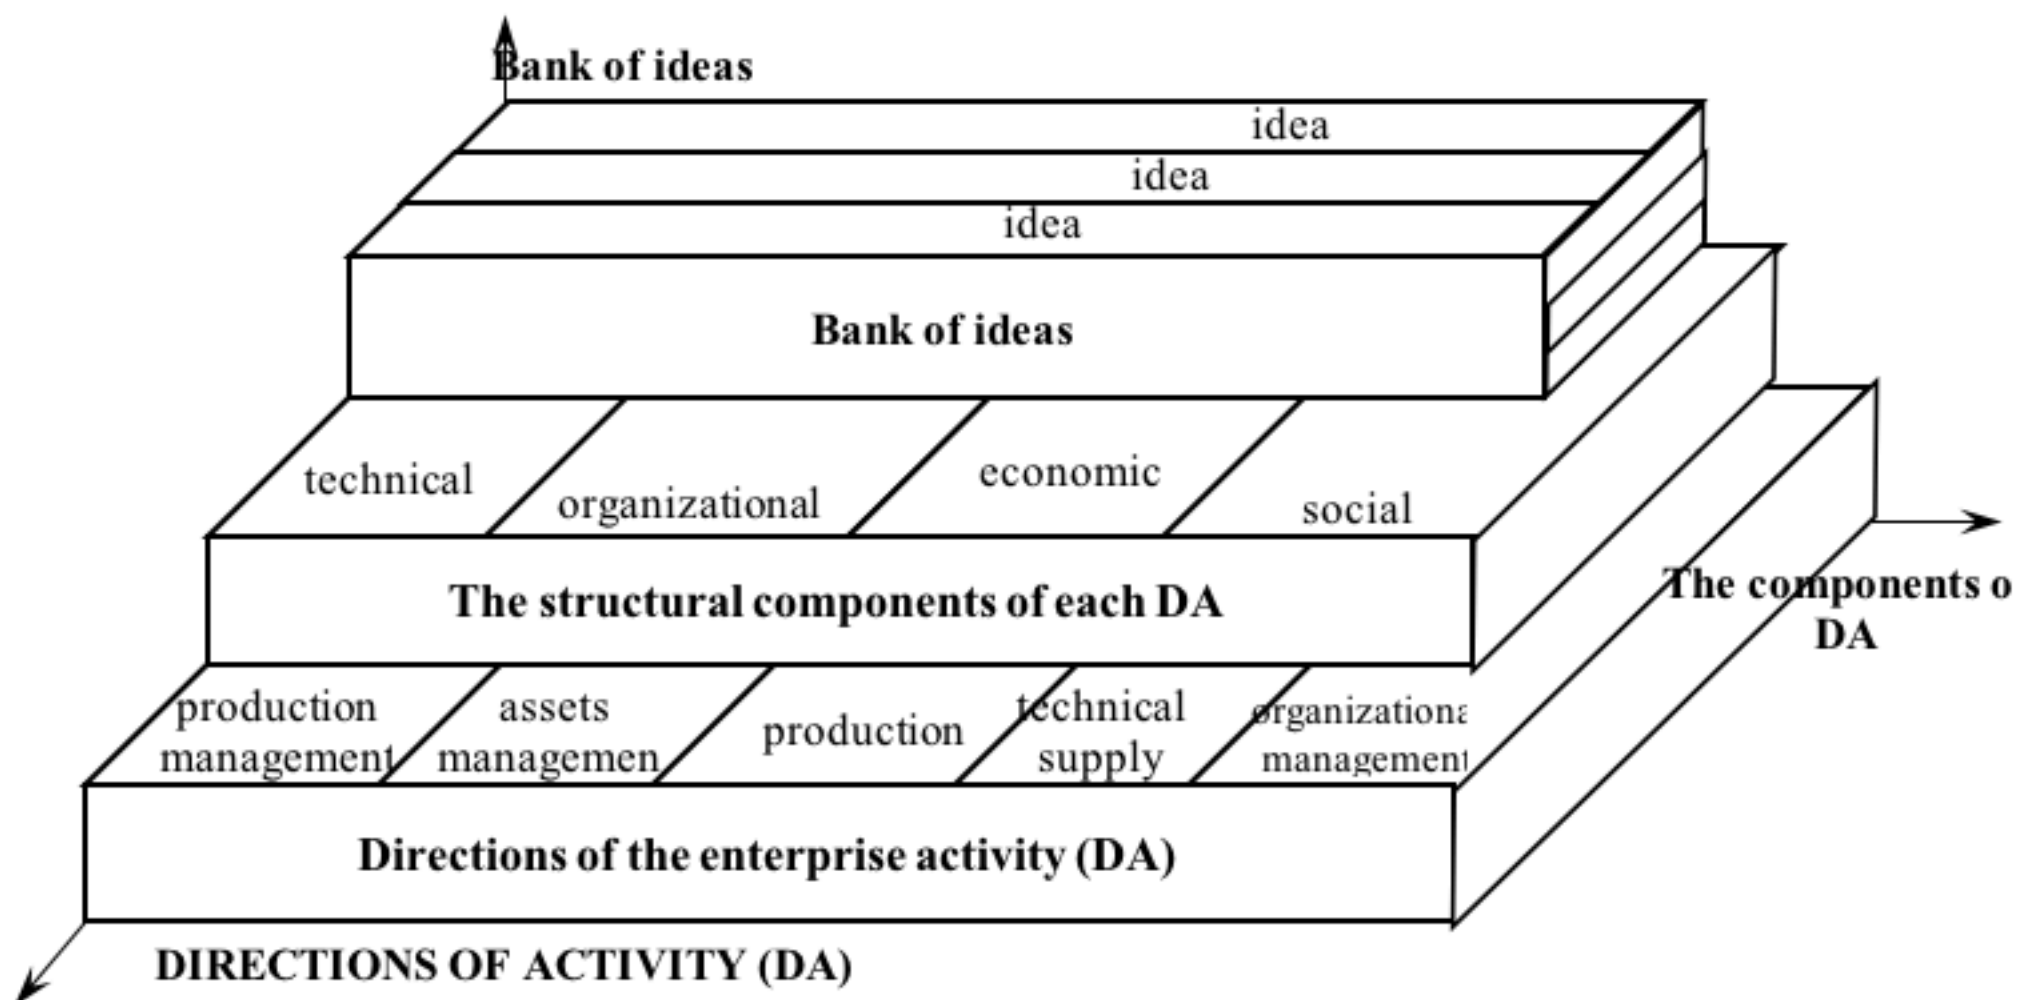 Bank of ideas
idea
idea
idea
Bank of ideas
technical
organizational
economic
social
The structural components of each DA
The components o
DA
production
management
assets
managemen
production
technical
supply
organizationa
management
Directions of the enterprise activity (DA)
DIRECTIONS OF ACTIVITY (DA)